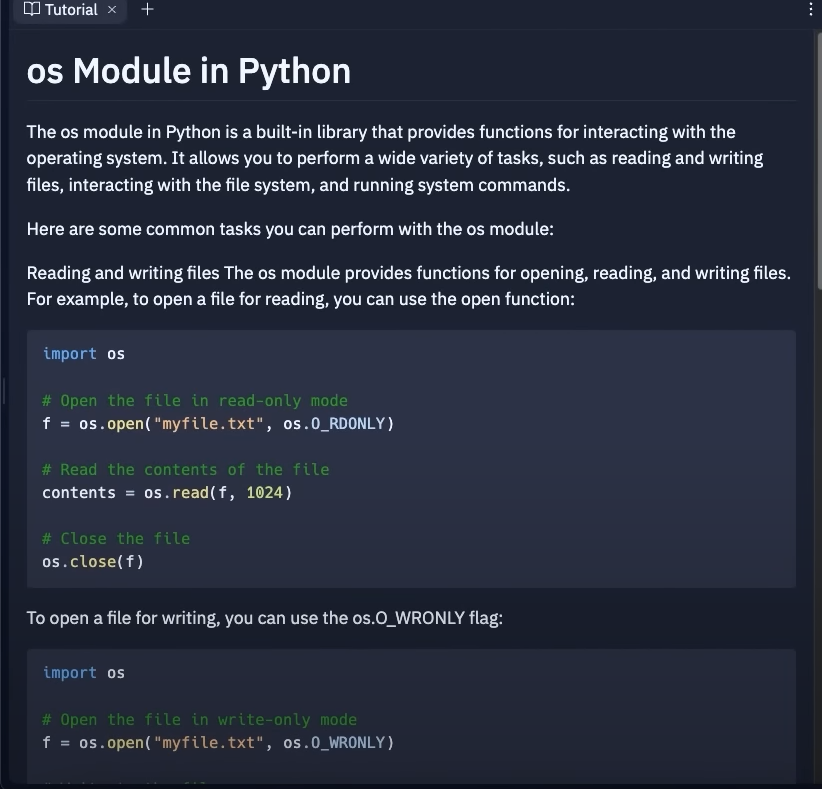 Tutorial
os Module in Python
The os module in Python is a built-in library that provides functions for interacting with the
operating system. It allows you to perform a wide variety of tasks, such as reading and writing
files, interacting with the file system, and running system commands.
Here are some common tasks you can perform with the os module:
Reading and writing files The os module provides functions for opening, reading, and writing files.
For example, to open a file for reading, you can use the open function:
import os
# Open the file in read-only mode
f = os.open("myfile.txt", os.O_RDONLY)
# Read the contents of the file
contents = os.read(f, 1024)
# Close the file
os.close(f)
To open a file for writing, you can use the os.O_WRONLY flag:
import os
# Open the file in write-only mode
f = os.open("myfile.txt", os.O_WRONLY)